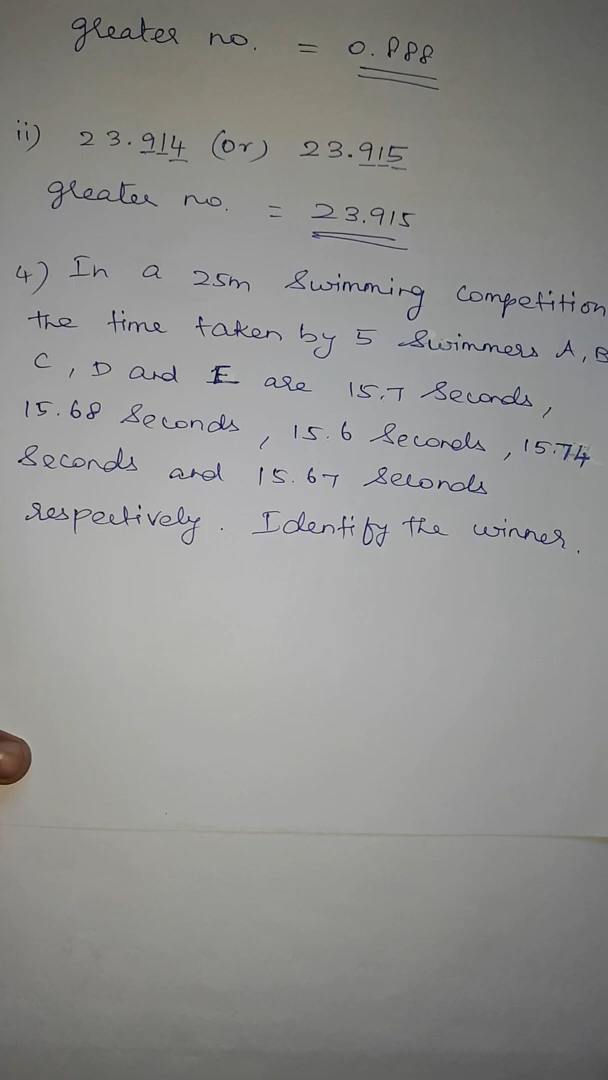 greater no. = 0.888
ii) 23.914 (or) 23.915
greater no. = 23.915
4) In a 25m Swimming Competition
the time taken by 5 Swimmers A, B
C, D and E are 15.7 Seconds,
15.68 Seconds, 15.6 Seconds, 15.74
Seconds and 15.67 Seconds
respectively. Identify the winner.